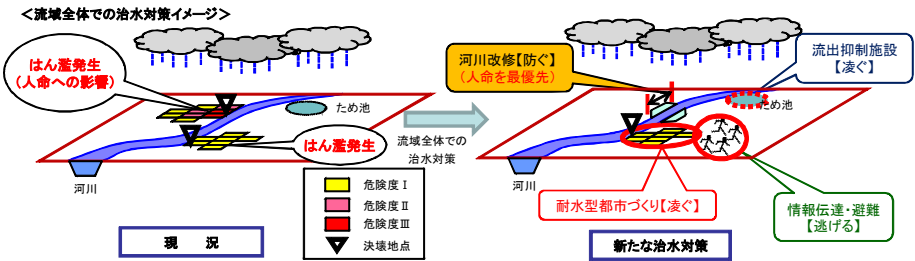 ＜流域全体での治水対策イメージ＞
はん濫発生
（人命への影響）
ため池
はん濫発生
河川
危険度Ⅰ
危険度Ⅱ
危険度Ⅲ
決壊地点
現　況
流域全体での
治水対策
河川改修【防ぐ】
（人命を最優先）
流出抑制施設
【凌ぐ】
ため池
河川
耐水型都市づくり【凌ぐ】
情報伝達・避難
【逃げる】
新たな治水対策